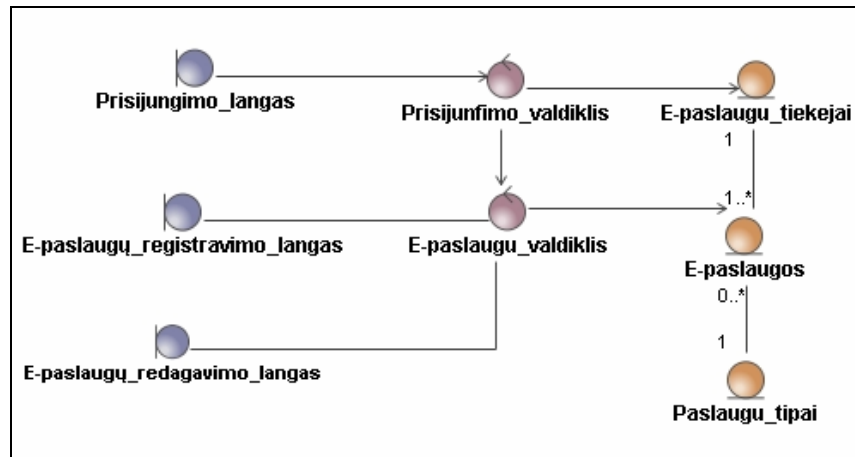 Prisijungimo_langas
Prisijunfimo_valdiklis
E-paslaugu_tiekejai
1
1..*
E-paslaugų_registravimo_langas
E-paslaugu_valdiklis
E-paslaugos
0..*
1
E-paslaugų_redagavimo_langas
Paslaugu_tipai